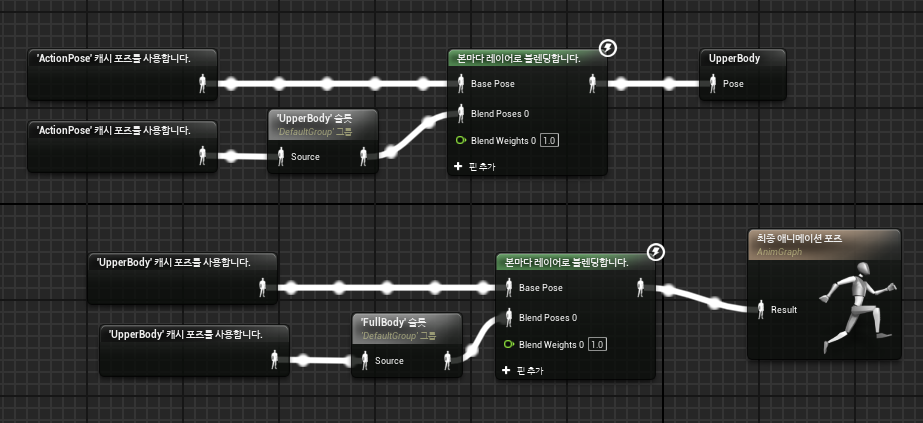 'ActionPose' 캐시 포즈를 사용합니다.
'ActionPose' 캐시 포즈를 사용합니다.
'UpperBody' 슬롯
'DefaultGroup' 그룹
Source
본마다 레이어로 블렌딩합니다.
Base Pose
Blend Poses 0
Blend Weights 0 1.0
핀 추가
UpperBody
Pose
'UpperBody' 캐시 포즈를 사용합니다.
'UpperBody' 캐시 포즈를 사용합니다.
'FullBody' 슬롯
'DefaultGroup' 그룹
Source
본마다 레이어로 블렌딩합니다.
Base Pose
Blend Poses 0
Blend Weights 0 1.0
핀 추가
최종 애니메이션 포즈
AnimGraph
Result